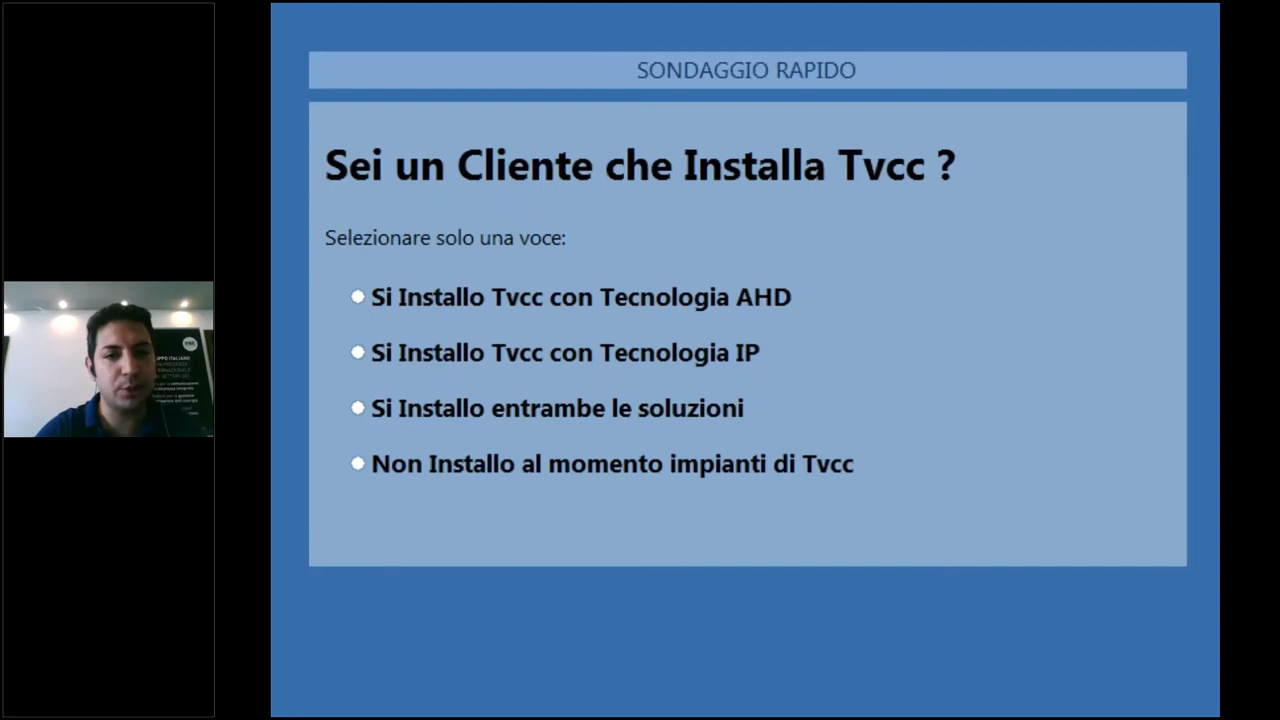 SONDAGGIO RAPIDO
Sei un Cliente che Installa Tvcc ?
Selezionare solo una voce:
Si Installo Tvcc con Tecnologia AHD
Si Installo Tvcc con Tecnologia IP
Si Installo entrambe le soluzioni
Non Installo al momento impianti di Tvcc